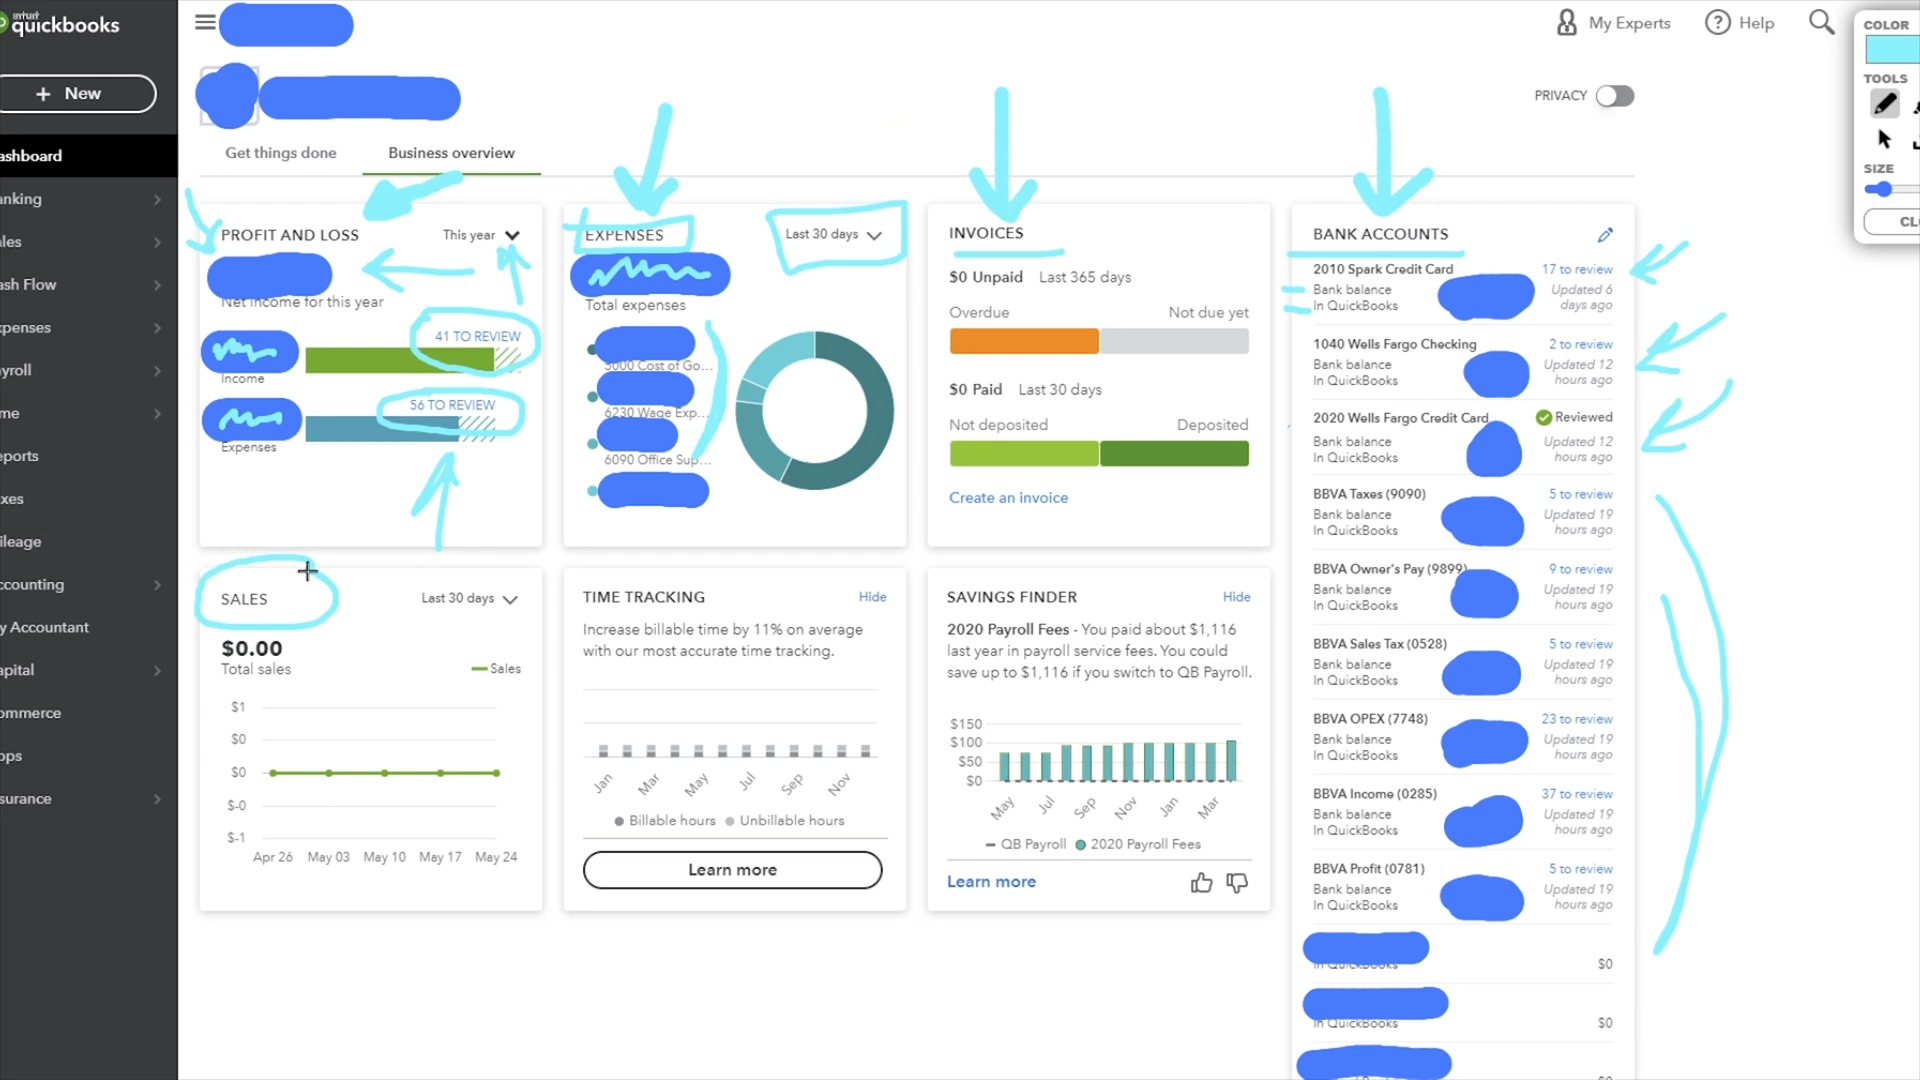 intuit
quickbooks
My Experts
Help
COLOR
TOOLS
SIZE
CL
+ New
PRIVACY
Get things done
Business overview
ashboard
anking
ales
ash Flow
xpenses
ayroll
me
eports
xes
ileage
ccounting
y Accountant
apital
ommerce
pps
surance
PROFIT AND LOSS
This year
Net income for this year
41 TO REVIEW
Income
56 TO REVIEW
Expenses
EXPENSES
Last 30 days
Total expenses
5000 Cost of Go...
6230 Wage Exp...
6090 Office Sup...
INVOICES
$0 Unpaid Last 365 days
Overdue
Not due yet
$0 Paid Last 30 days
Not deposited
Deposited
Create an invoice
BANK ACCOUNTS
2010 Spark Credit Card
17 to review
Bank balance
Updated 6
In QuickBooks
days ago
1040 Wells Fargo Checking
2 to review
Bank balance
Updated 12
In QuickBooks
hours ago
2020 Wells Fargo Credit Card
Reviewed
Bank balance
Updated 12
In QuickBooks
hours ago
BBVA Taxes (9090)
5 to review
Bank balance
Updated 19
In QuickBooks
hours ago
BBVA Owner's Pay (9899)
9 to review
Bank balance
Updated 19
In QuickBooks
hours ago
BBVA Sales Tax (0528)
5 to review
Bank balance
Updated 19
In QuickBooks
hours ago
BBVA OPEX (7748)
23 to review
Bank balance
Updated 19
In QuickBooks
hours ago
BBVA Income (0285)
37 to review
Bank balance
Updated 19
In QuickBooks
hours ago
BBVA Profit (0781)
5 to review
Bank balance
Updated 19
In QuickBooks
hours ago
In QuickBooks
$0
In QuickBooks
$0
SALES
Last 30 days
$0.00
Total sales
Sales
$1
$0
$0
$-0
$-1
Apr 26 May 03 May 10 May 17 May 24
TIME TRACKING
Hide
Increase billable time by 11% on average
with our most accurate time tracking.
Jan Mar May Jul Sep Nov
Billable hours Unbillable hours
Learn more
SAVINGS FINDER
Hide
2020 Payroll Fees - You paid about $1,116
last year in payroll service fees. You could
save up to $1,116 if you switch to QB Payroll.
$150
$100
$50
$0
May Jul Sep Nov Jan Mar
QB Payroll 2020 Payroll Fees
Learn more